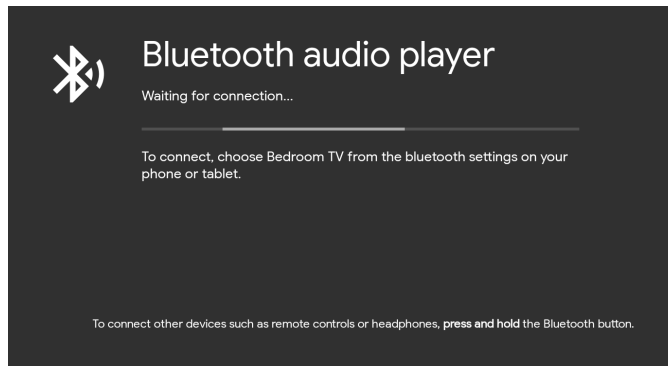 Bluetooth audio player
Waiting for connection...
To connect, choose Bedroom TV from the bluetooth settings on your
phone or tablet.
To connect other devices such as remote controls or headphones, press and hold the Bluetooth button.